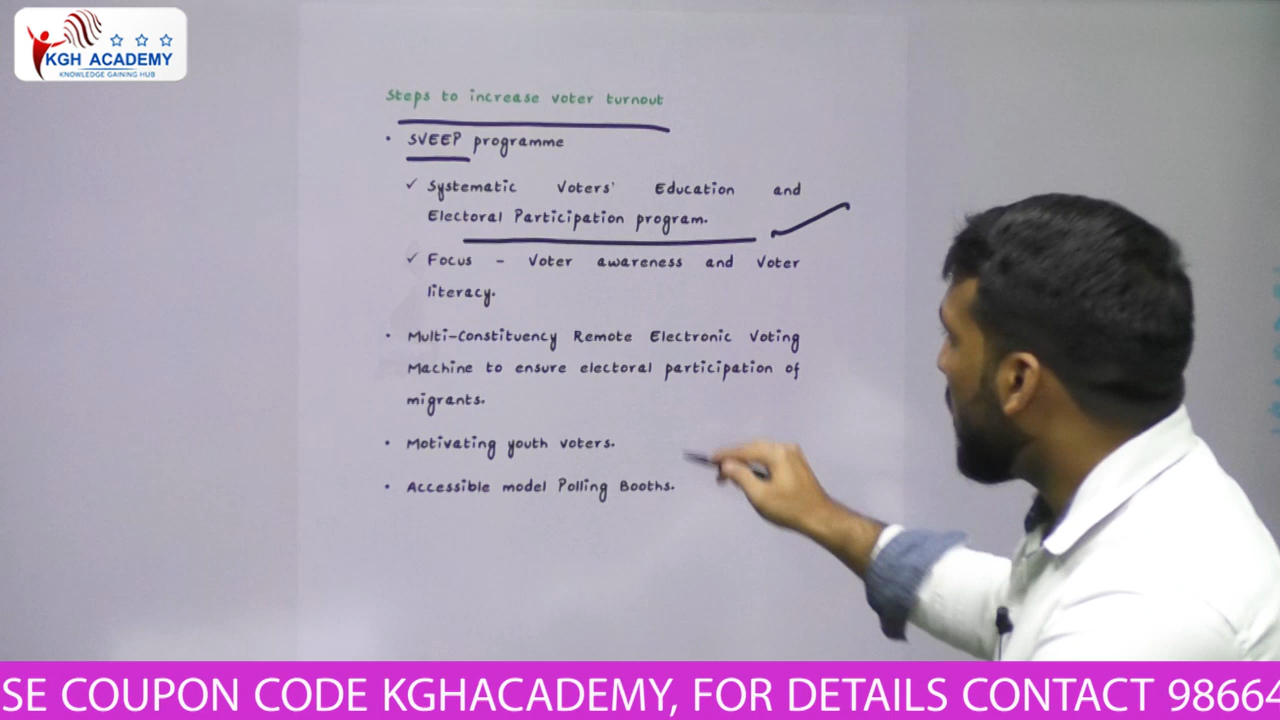 KGH ACADEMY
KNOWLEDGE GAINING HUB
Steps to increase voter turnout
• SVEEP programme
✓ Systematic Voters' Education and
Electoral Participation program.
✓ Focus - Voter awareness and Voter
literacy.
• Multi-Constituency Remote Electronic Voting
Machine to ensure electoral participation of
migrants.
• Motivating youth voters.
• Accessible model Polling Booths.
SE COUPON CODE KGHACADEMY, FOR DETAILS CONTACT 98664